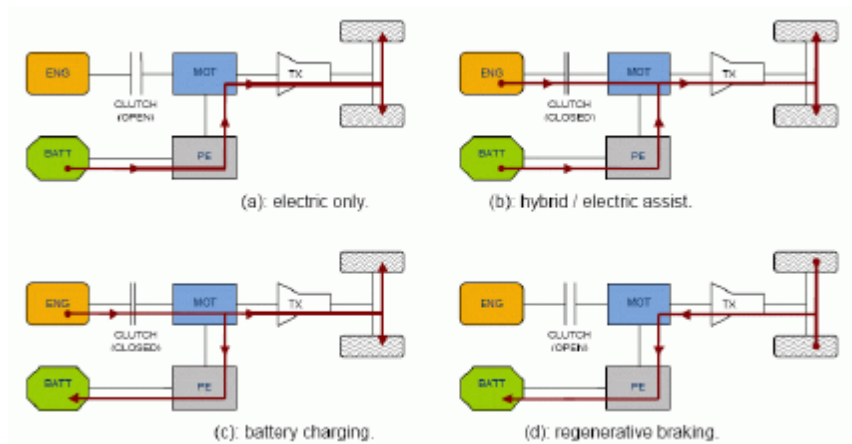 ENG
MOT
TX
CLUTCH
(OPEN)
BATT
PE
(a): electric only.
ENG
MOT
TX
CLUTCH
(CLOSED)
BATT
PE
(b): hybrid / electric assist.
ENG
MOT
TX
CLUTCH
(CLOSED)
BATT
PE
(c): battery charging.
ENG
MOT
TX
CLUTCH
(OPEN)
BATT
PE
(d): regenerative braking.